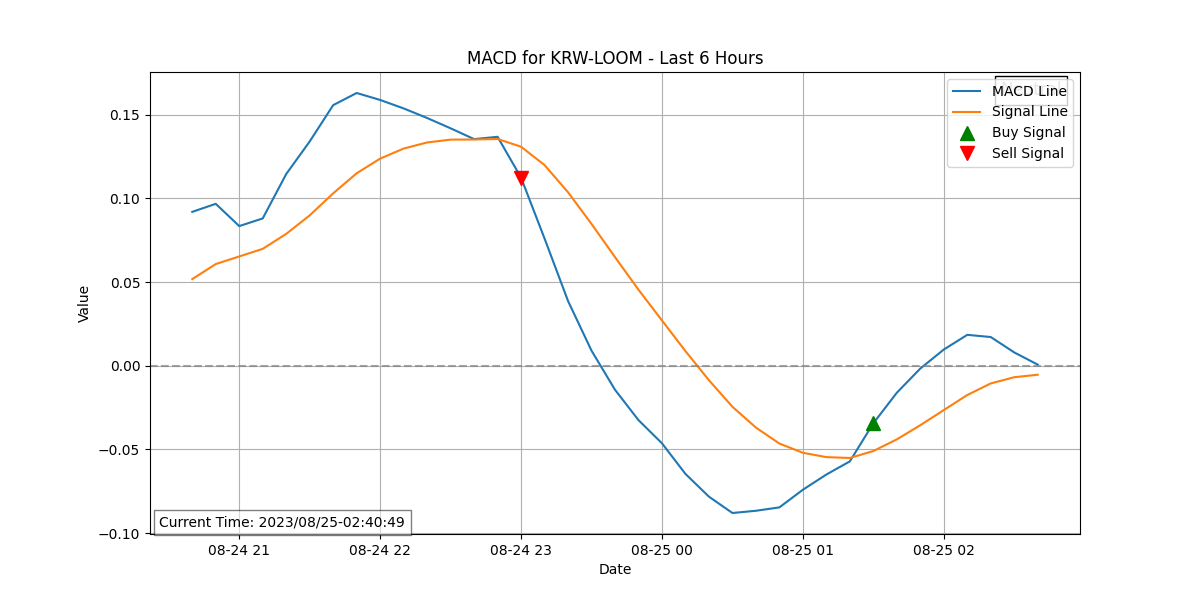 MACD for KRW-LOOM - Last 6 Hours
MACD Line
Signal Line
Buy Signal
Sell Signal
0.15
0.10
0.05
0.00
−0.05
−0.10
Value
Current Time: 2023/08/25-02:40:49
08-24 21
08-24 22
08-24 23
08-25 00
08-25 01
08-25 02
Date